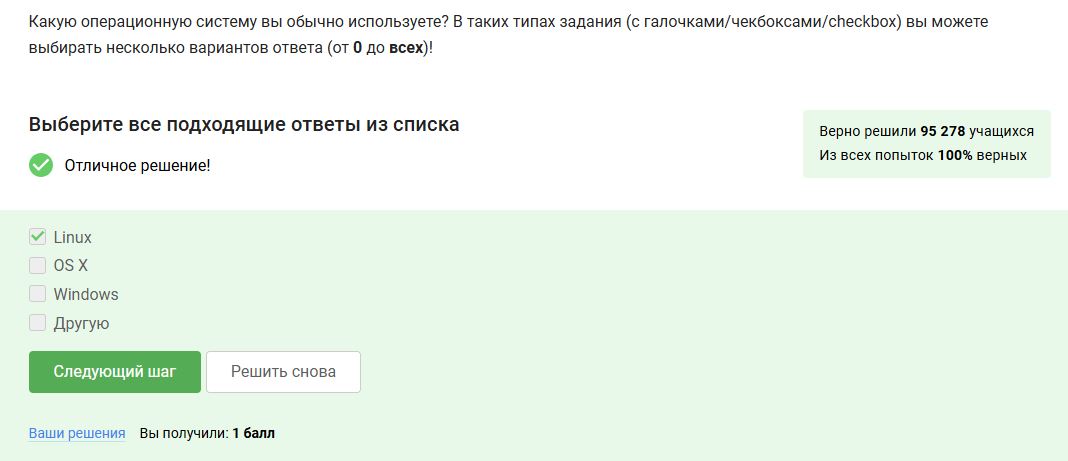 Какую операционную систему вы обычно используете? В таких типах задания (с галочками/чекбоксами/checkbox) вы можете
выбирать несколько вариантов ответа (от 0 до всех)!
Выберите все подходящие ответы из списка
Верно решили 95 278 учащихся
Из всех попыток 100% верных
Отличное решение!
Linux
OS X
Windows
Другую
Следующий шаг
Решить снова
Ваши решения
Вы получили: 1 балл